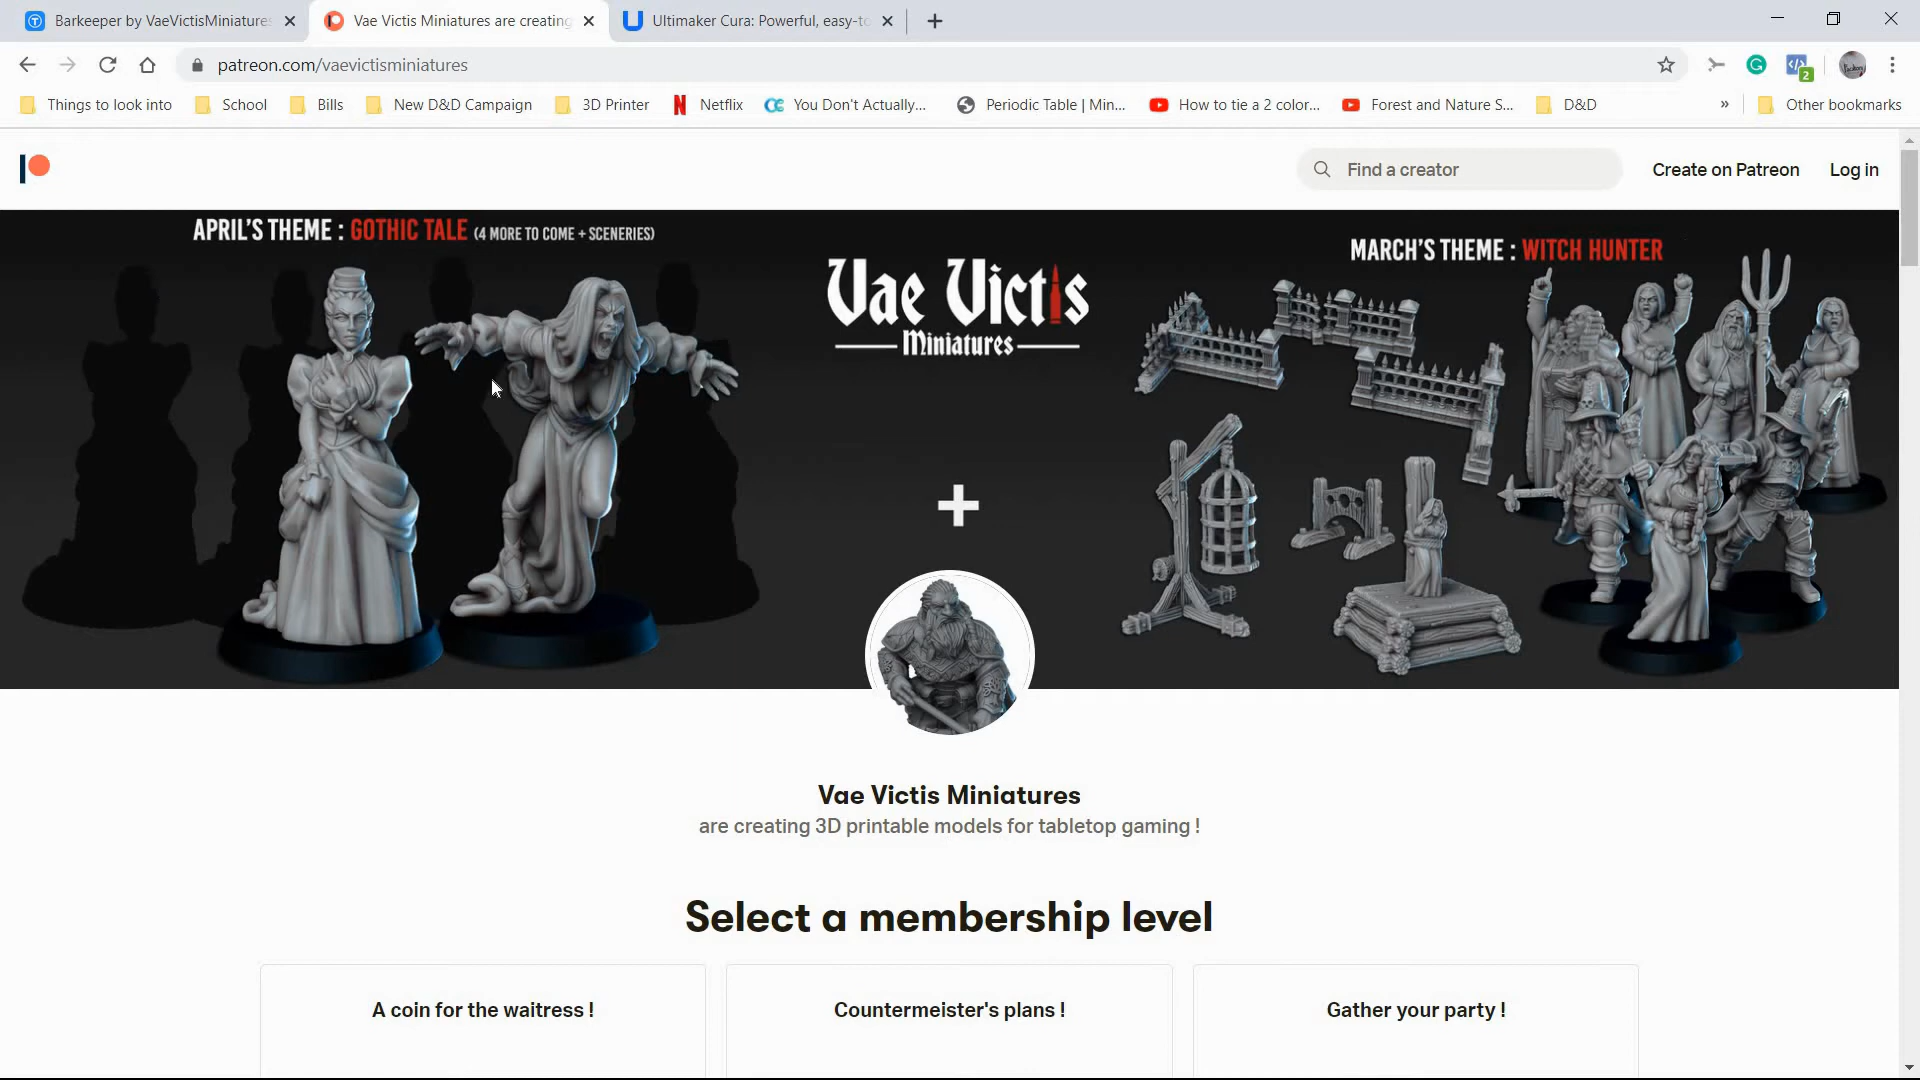 Barkeeper by VaeVictisMiniatures
Vae Victis Miniatures are creating
Ultimaker Cura: Powerful, easy-to
patreon.com/vaevictisminiatures
2
Things to look into
School
Bills
New D&D Campaign
3D Printer
Netflix
You Don't Actually...
Periodic Table | Min...
How to tie a 2 color...
Forest and Nature S...
D&D
»
Other bookmarks
Find a creator
Create on Patreon
Log in
APRIL'S THEME : GOTHIC TALE (4 MORE TO COME + SCENERIES)
MARCH'S THEME : WITCH HUNTER
Vae Victis
Miniatures
+
Vae Victis Miniatures
are creating 3D printable models for tabletop gaming !
Select a membership level
A coin for the waitress !
Countermeister's plans !
Gather your party !